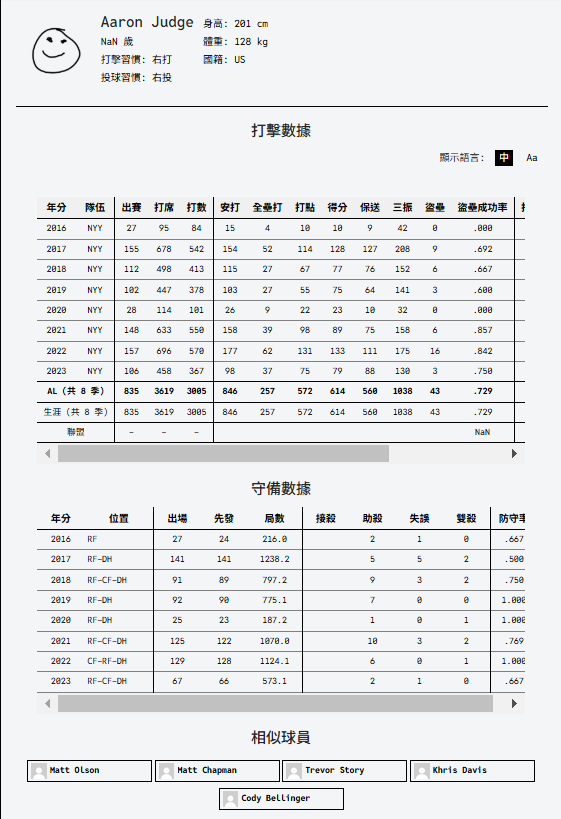 Aaron Judge
NaN 歲
打擊習慣: 右打
投球習慣: 右投
身高: 201 cm
體重: 128 kg
國籍: US
打擊數據
顯示語言: 中 Aa
年分 隊伍 出賽 打席 打數 安打 全壘打 打點 得分 保送 三振 盜壘 盜壘成功率
2016 NYY 27 95 84 15 4 10 10 9 42 0 .000
2017 NYY 155 678 542 154 52 114 128 127 208 9 .692
2018 NYY 112 498 413 115 27 67 77 76 152 6 .667
2019 NYY 102 447 378 103 27 55 75 64 141 3 .600
2020 NYY 28 114 101 26 9 22 23 10 32 0 .000
2021 NYY 148 633 550 158 39 98 89 75 158 6 .857
2022 NYY 157 696 570 177 62 131 133 111 175 16 .842
2023 NYY 106 458 367 98 37 75 79 88 130 3 .750
AL (共 8 季) 835 3619 3005 846 257 572 614 560 1038 43 .729
生涯 (共 8 季) 835 3619 3005 846 257 572 614 560 1038 43 .729
聯盟 – – – NaN
守備數據
年分 位置 出場 先發 局數 接殺 助殺 失誤 雙殺 防守率
2016 RF 27 24 216.0 2 1 0 .667
2017 RF-DH 141 141 1238.2 5 5 2 .500
2018 RF-CF-DH 91 89 797.2 9 3 2 .750
2019 RF-DH 92 90 775.1 7 0 0 1.000
2020 RF-DH 25 23 187.2 1 0 1 1.000
2021 RF-CF-DH 125 122 1070.0 10 3 2 .769
2022 CF-RF-DH 129 128 1124.1 6 0 1 1.000
2023 RF-CF-DH 67 66 573.1 2 1 0 .667
相似球員
Matt Olson
Matt Chapman
Trevor Story
Khris Davis
Cody Bellinger